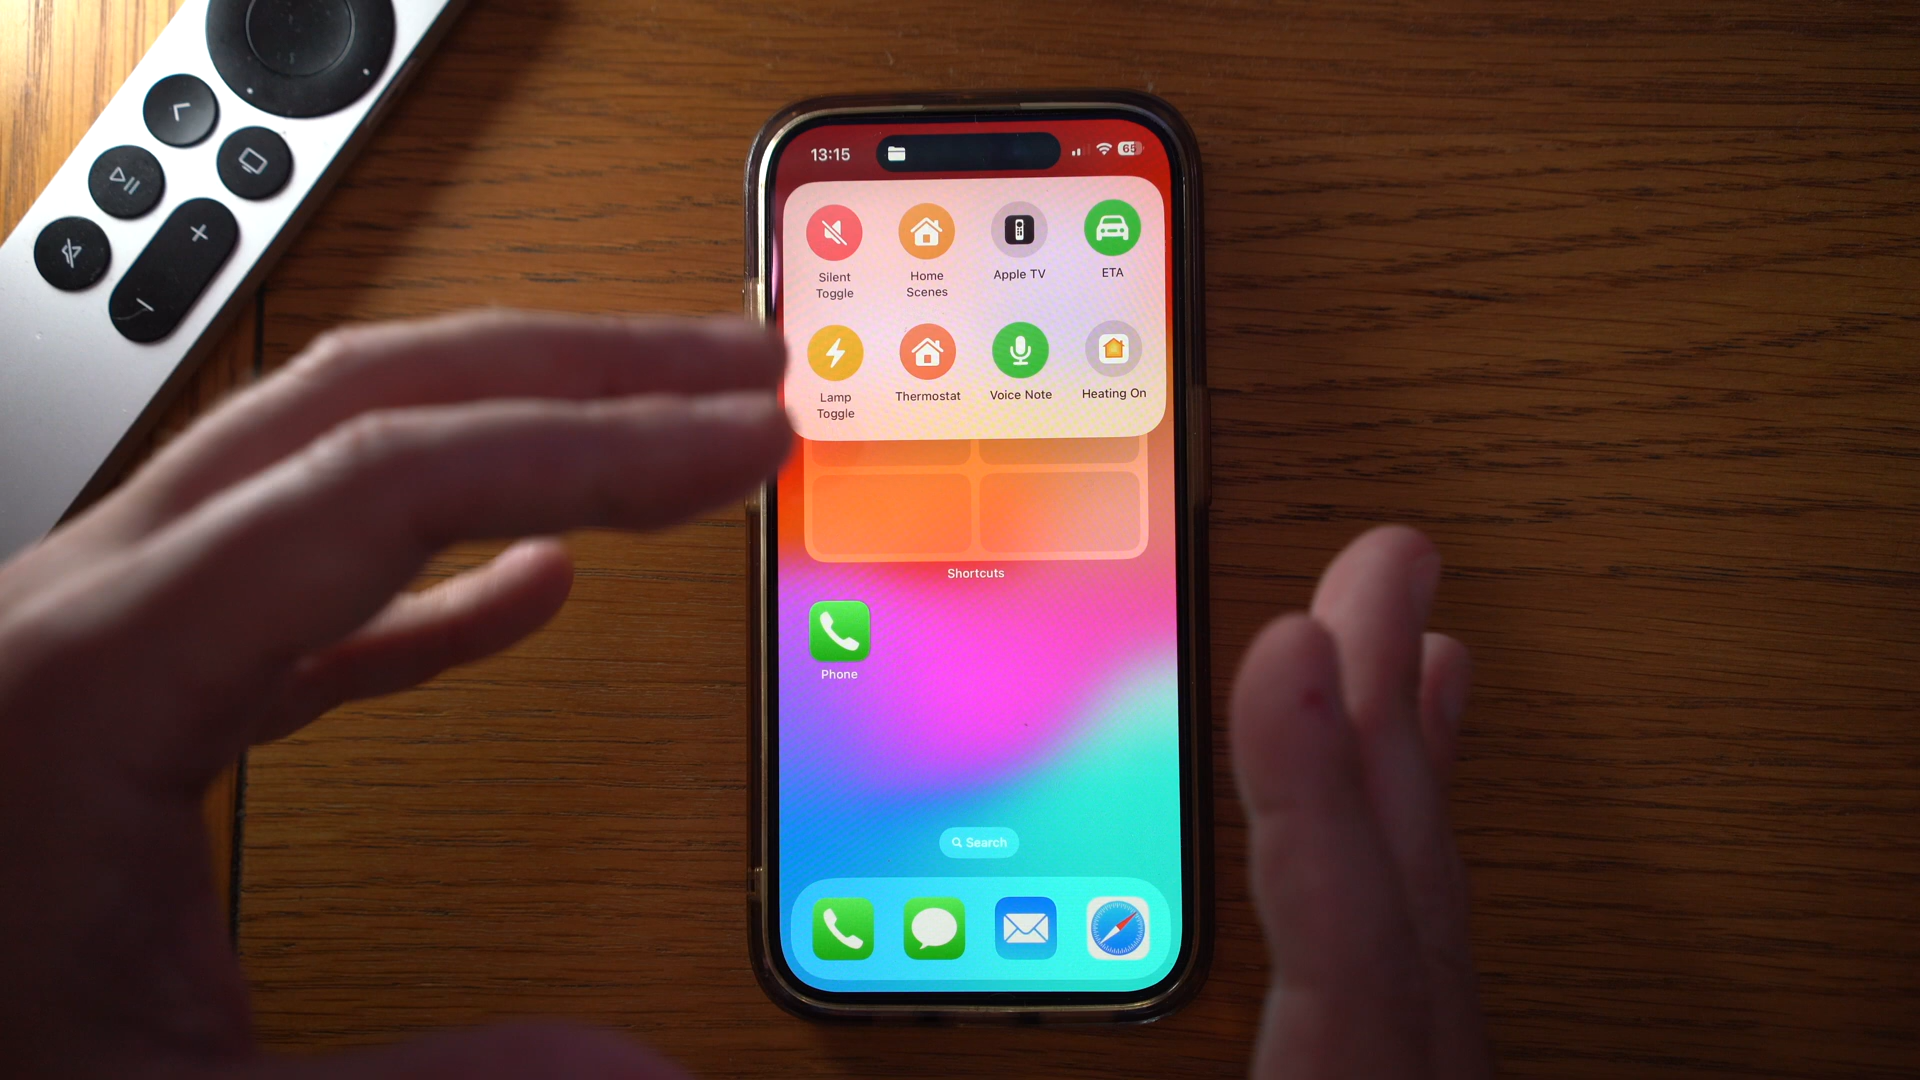 13:15
65
Silent
Toggle
Home
Scenes
Apple TV
ETA
Lamp
Toggle
Thermostat
Voice Note
Heating On
Shortcuts
Phone
Search